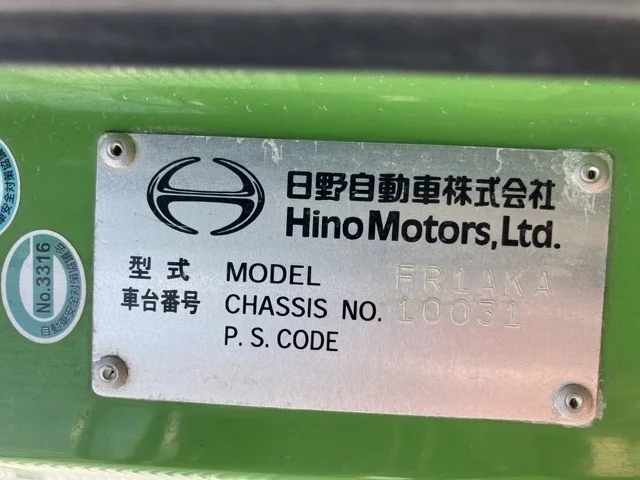 日野自動車株式会社
Hino Motors, Ltd.
型式 MODEL FR1AKA
車台番号 CHASSIS NO. 10031
P. S. CODE
No.3316